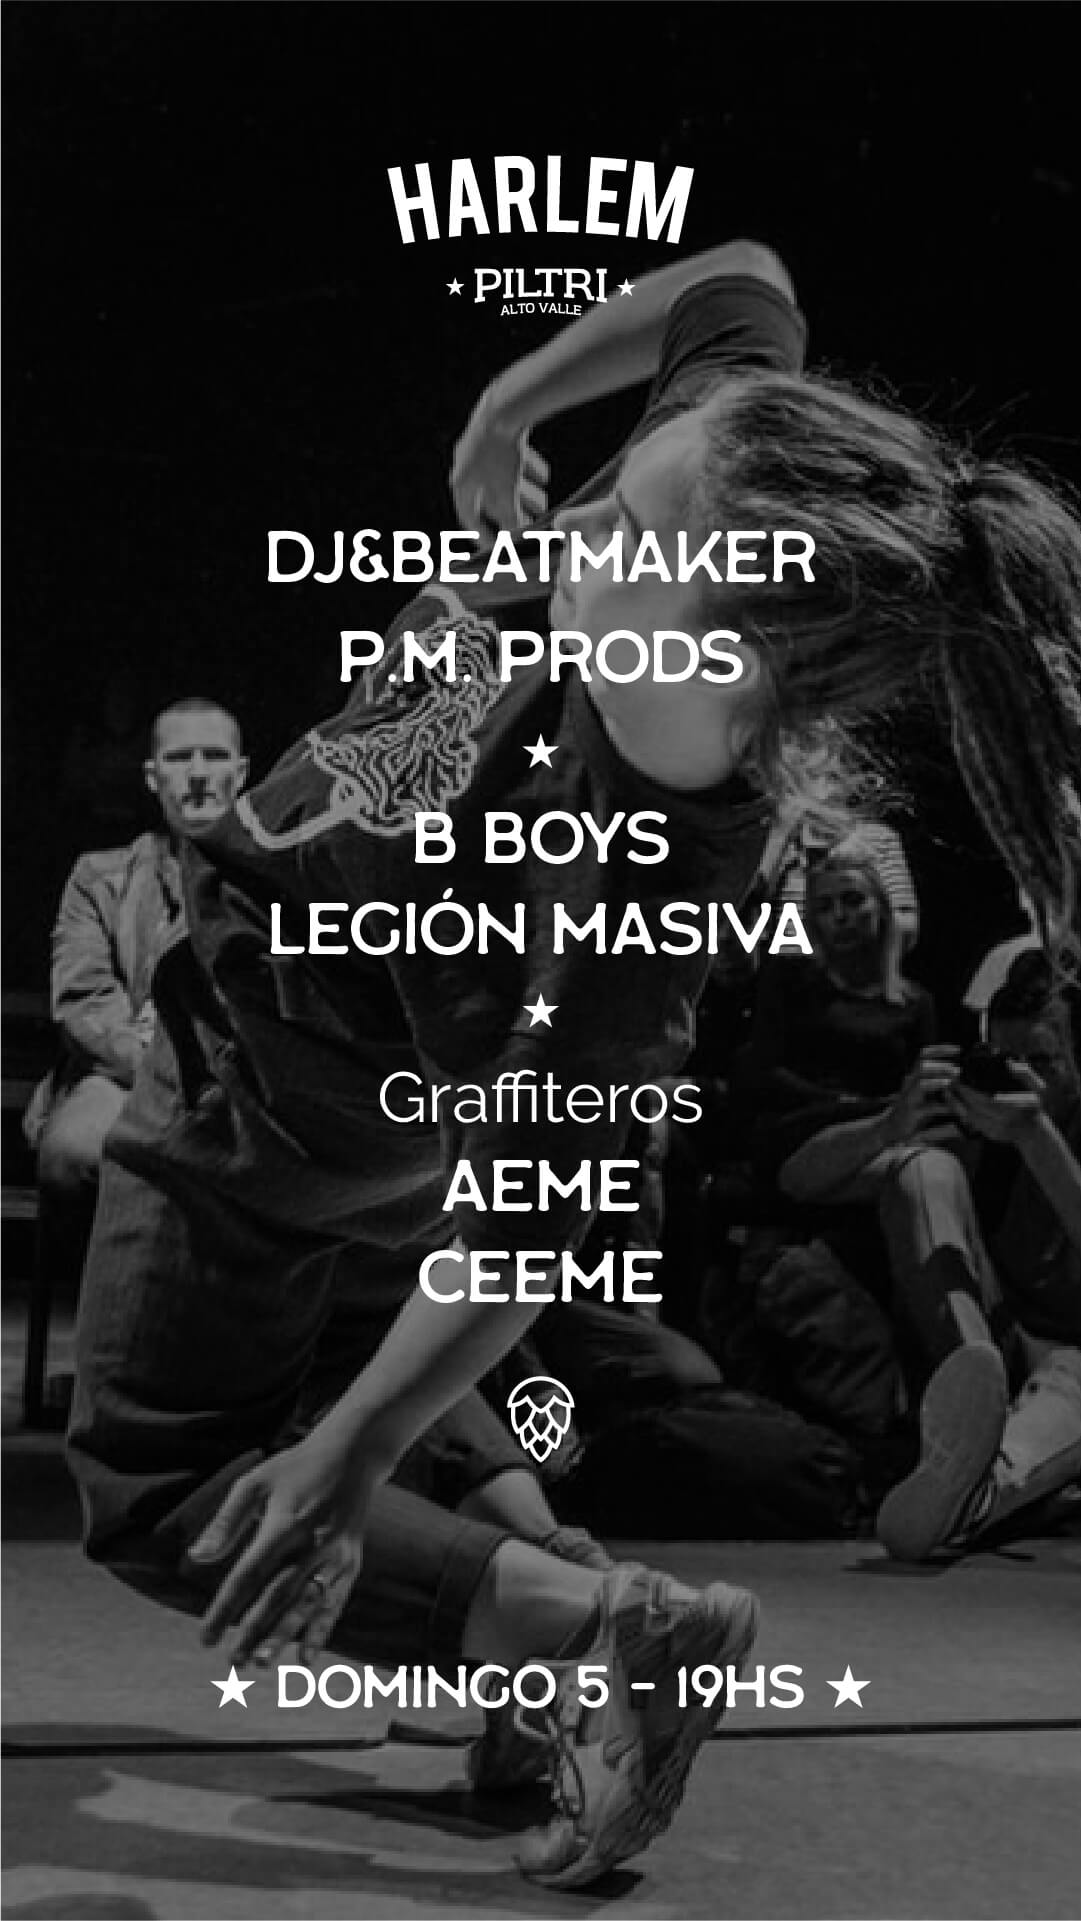 HARLEM
★ PILTRI ★
ALTO VALLE
DJ&BEATMAKER
P.M. PRODS
★
B BOYS
LEGIÓN MASIVA
★
Graffiteros
AEME
CEEME
★ DOMINGO 5 - 19HS ★